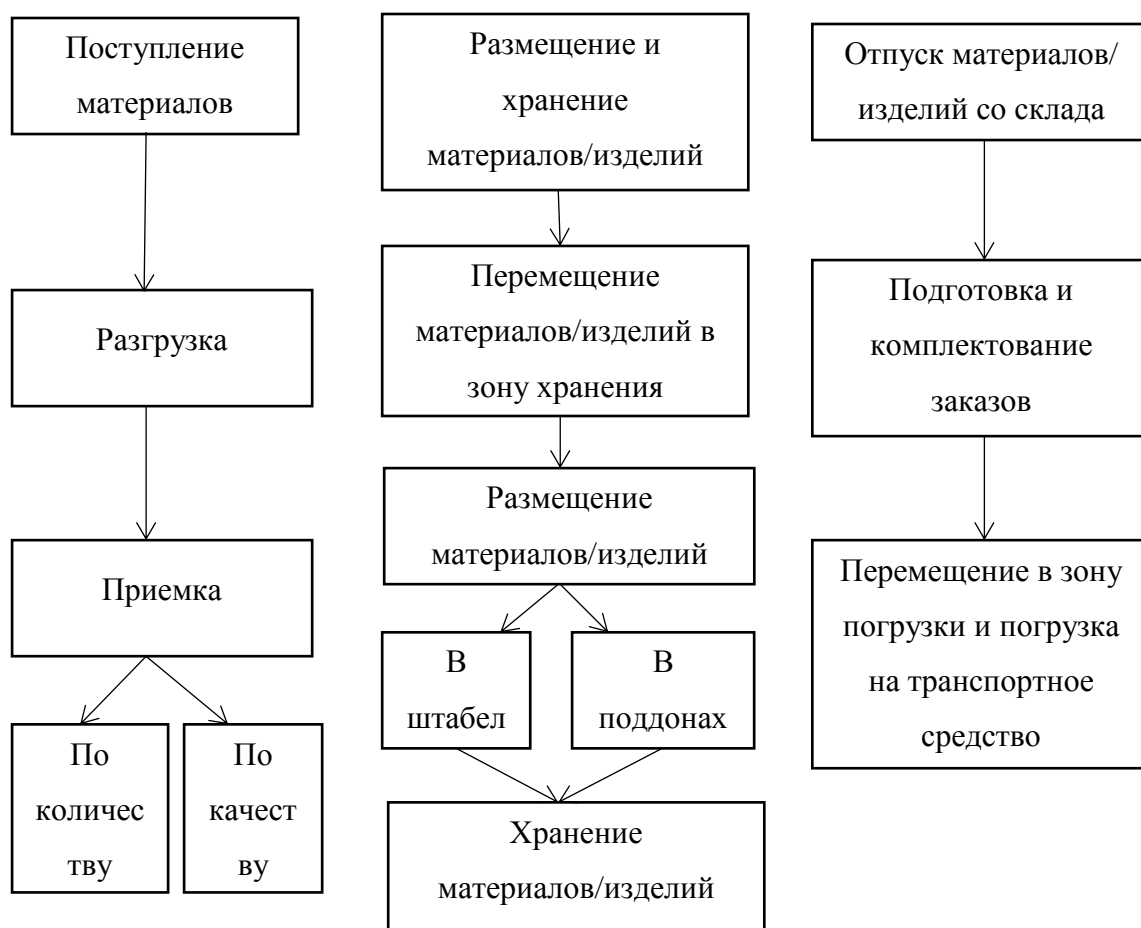 Поступление
материалов
Разгрузка
Приемка
По
количес
тву
По
качест
ву
Размещение и
хранение
материалов/изделий
Перемещение
материалов/изделий в
зону хранения
Размещение
материалов/изделий
В
штабел
В
поддонах
Хранение
материалов/изделий
Отпуск материалов/
изделий со склада
Подготовка и
комплектование
заказов
Перемещение в зону
погрузки и погрузка
на транспортное
средство